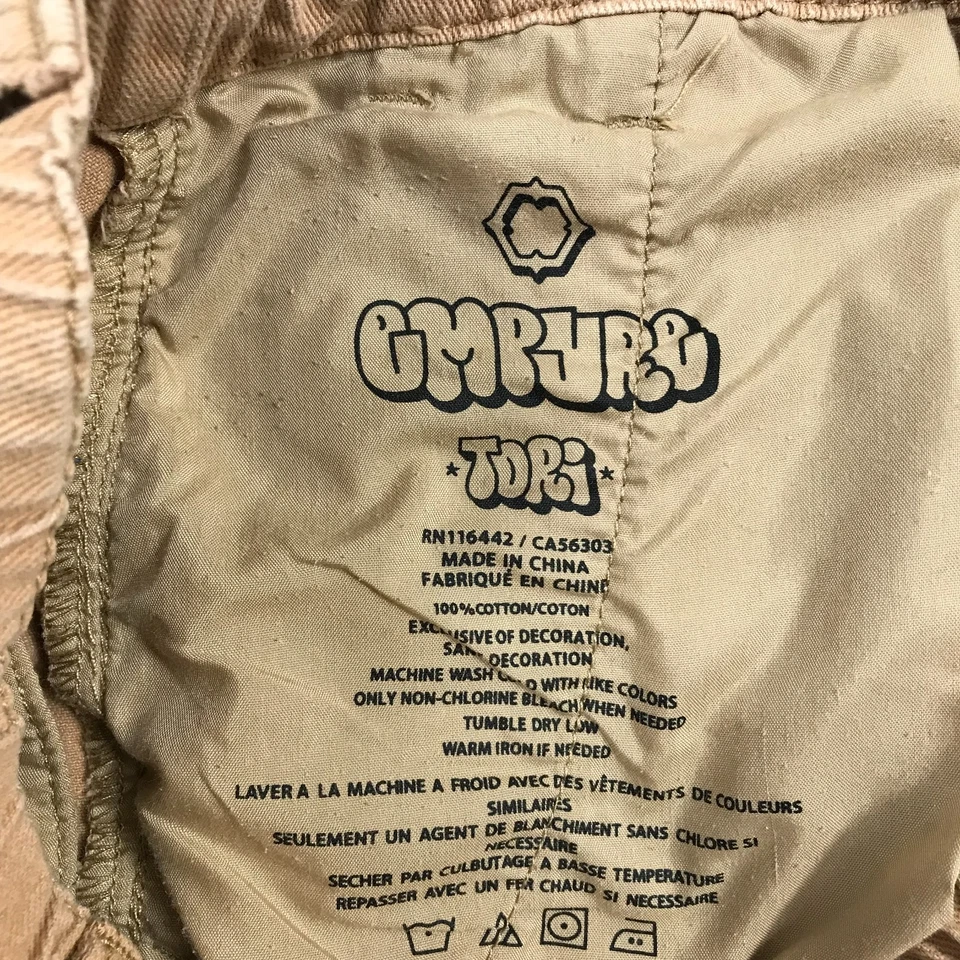 EMPYRE
*TORi*
RN116442 / CA56303
MADE IN CHINA
FABRIQUÉ EN CHINE
100%COTTON/COTON
EXCLUSIVE OF DECORATION,
SANS DECORATION
MACHINE WASH COLD WITH LIKE COLORS
ONLY NON-CHLORINE BLEACH WHEN NEEDED
TUMBLE DRY LOW
WARM IRON IF NEEDED
LAVER A LA MACHINE A FROID AVEC DES VÊTEMENTS DE COULEURS
SIMILAIRES
SEULEMENT UN AGENT DE BLANCHIMENT SANS CHLORE SI
NECESSAIRE
SECHER PAR CULBUTAGE A BASSE TEMPERATURE
REPASSER AVEC UN FER CHAUD SI NECESSAIRE